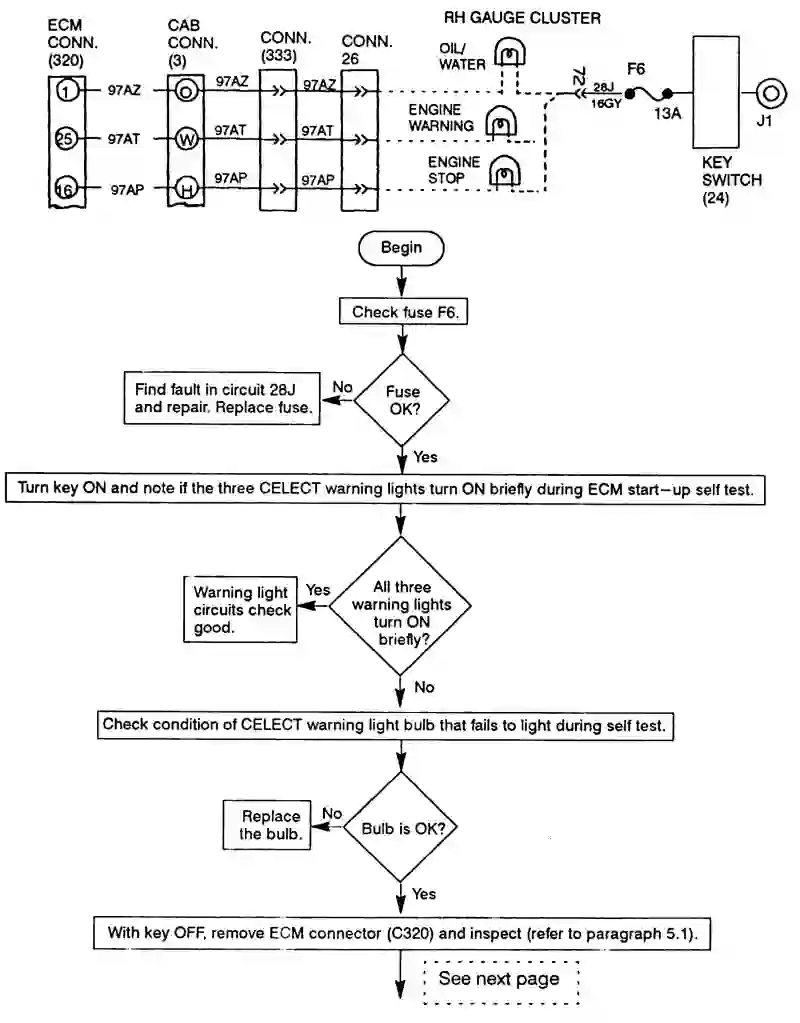 RH GAUGE CLUSTER
ECM
CONN.
(320)
CAB
CONN.
(3)
CONN.
(333)
CONN.
26
OIL/
WATER
72
28J
16GY
F6
13A
J1
1
97AZ
O
97AZ
97AZ
ENGINE
WARNING
25
97AT
W
97AT
97AT
ENGINE
STOP
16
97AP
H
97AP
97AP
KEY
SWITCH
(24)
Begin
Check fuse F6.
Fuse
OK?
No
Find fault in circuit 28J
and repair. Replace fuse.
Yes
Turn key ON and note if the three CELECT warning lights turn ON briefly during ECM start-up self test.
All three
warning lights
turn ON
briefly?
Yes
Warning light
circuits check
good.
No
Check condition of CELECT warning light bulb that fails to light during self test.
Bulb is OK?
No
Replace
the bulb.
Yes
With key OFF, remove ECM connector (C320) and inspect (refer to paragraph 5.1).
See next page